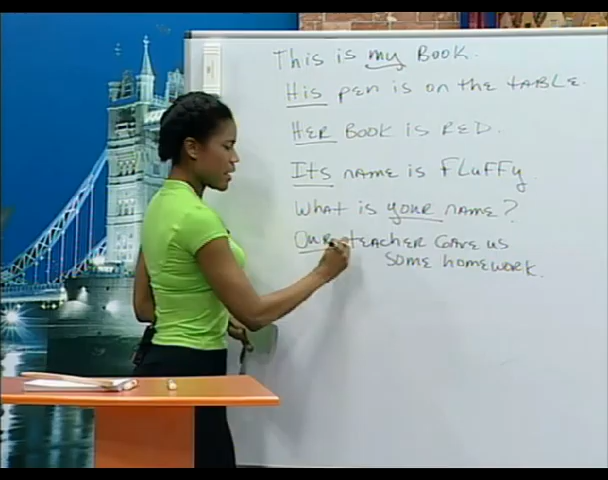 This is my Book.
His pen is on the table.
Her Book is Red.
Its name is Fluffy.
What is your name?
Our teacher gave us
some homework.